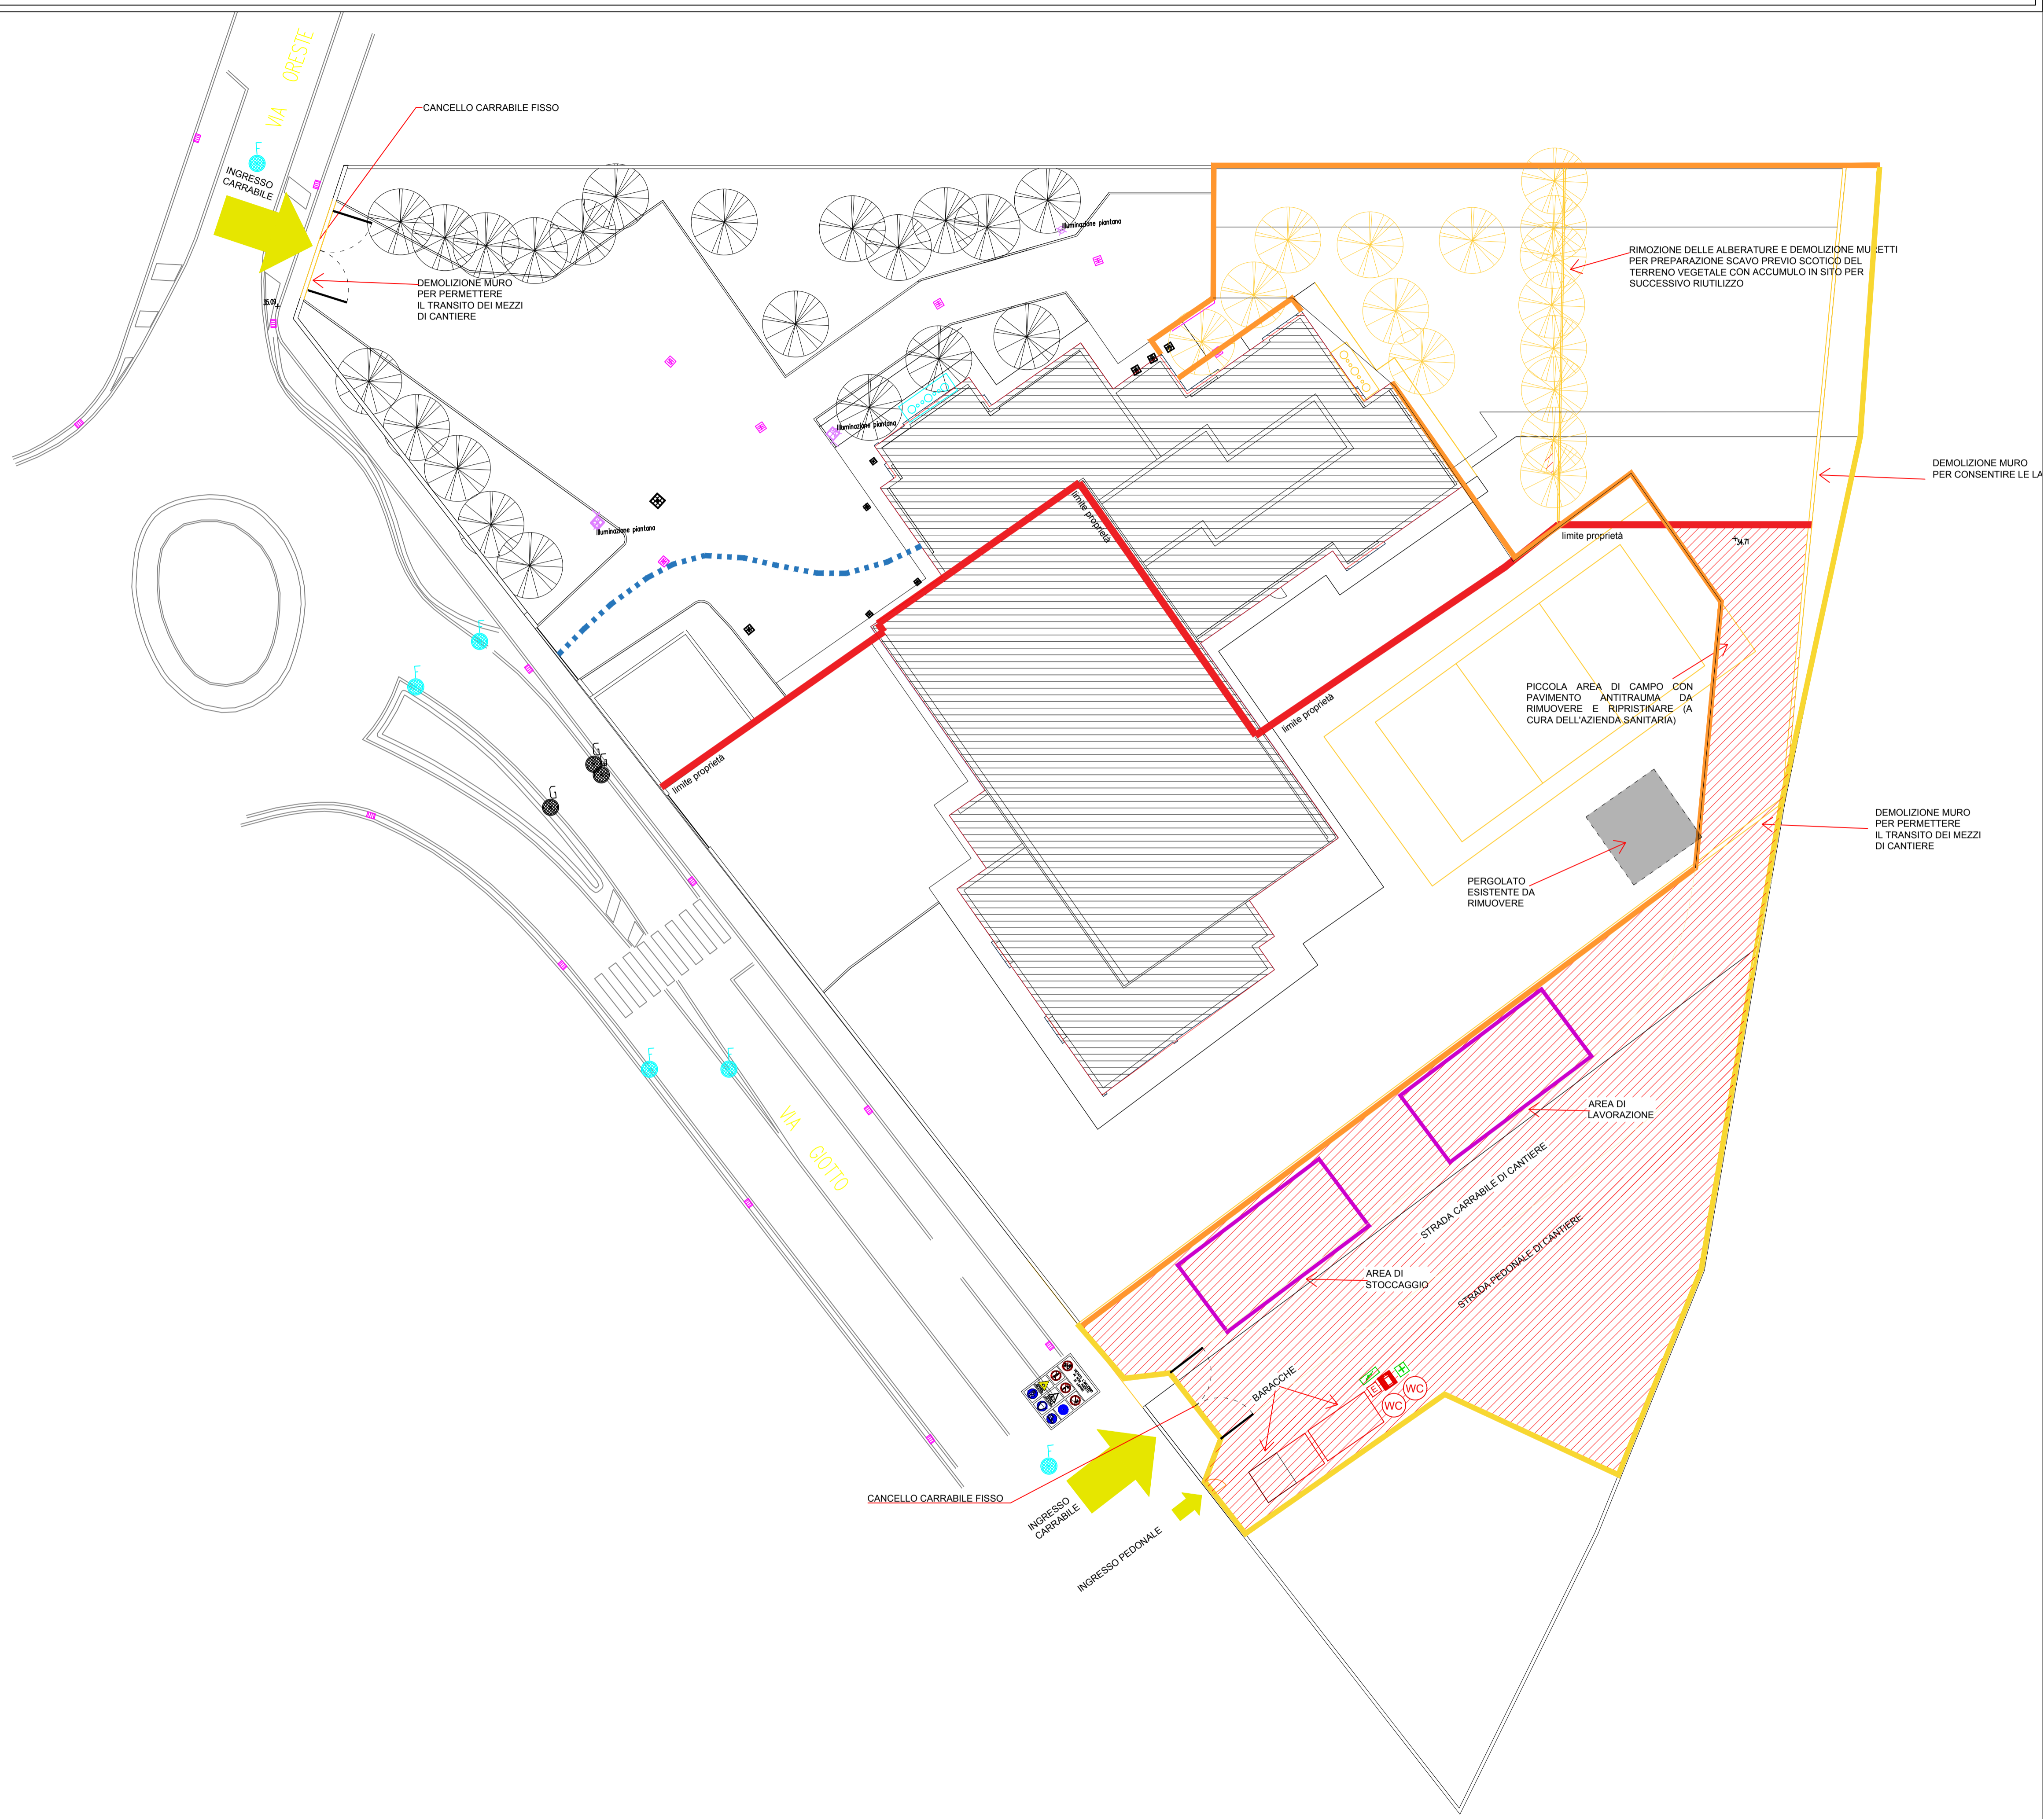 VIA ORESTE
CANCELLO CARRABILE FISSO
F
INGRESSO
CARRABILE
35.09
DEMOLIZIONE MURO
PER PERMETTERE
IL TRANSITO DEI MEZZI
DI CANTIERE
Illuminazione piantana
RIMOZIONE DELLE ALBERATURE E DEMOLIZIONE MURETTI
PER PREPARAZIONE SCAVO PREVIO SCOTICO DEL
TERRENO VEGETALE CON ACCUMULO IN SITO PER
SUCCESSIVO RIUTILIZZO
Illuminazione piantana
DEMOLIZIONE MURO
PER CONSENTIRE LE LA
limite proprietà
Illuminazione piantana
limite proprietà
34.71
F
F
PICCOLA AREA DI CAMPO CON
PAVIMENTO ANTITRAUMA DA
RIMUOVERE E RIPRISTINARE (A
CURA DELL'AZIENDA SANITARIA)
limite proprietà
limite proprietà
G
G
G
DEMOLIZIONE MURO
PER PERMETTERE
IL TRANSITO DEI MEZZI
DI CANTIERE
PERGOLATO
ESISTENTE DA
RIMUOVERE
F
F
VIA GIOTTO
AREA DI
LAVORAZIONE
STRADA CARRABILE DI CANTIERE
STRADA PEDONALE DI CANTIERE
AREA DI
STOCCAGGIO
BARACCHE
E
WC
WC
F
CANCELLO CARRABILE FISSO
INGRESSO
CARRABILE
INGRESSO PEDONALE